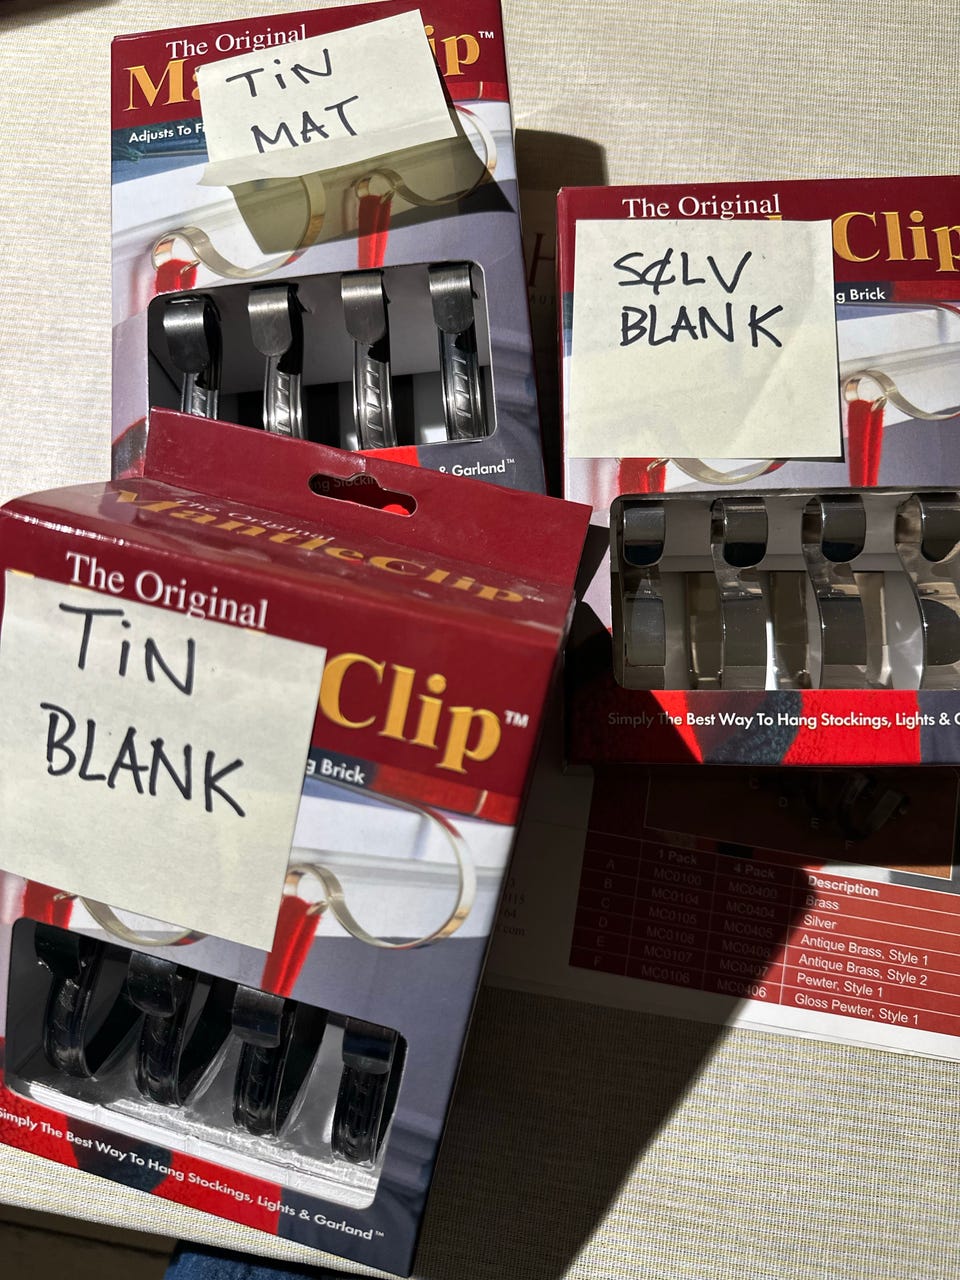 The Original
Ma Clip™
TiN
MAT
Adjusts To Fi
& Garland™
The Original
Clip
S¢LV
BLANK
g Brick
Simply The Best Way To Hang Stockings, Lights & G
The Original
MantleClip™
The Original
Clip™
TiN
BLANK
g Brick
Simply The Best Way To Hang Stockings, Lights & Garland™
1 Pack 4 Pack Description
A MC0100 MC0400 Brass
B MC0104 MC0404 Silver
C MC0105 MC0405 Antique Brass, Style 1
D MC0108 MC0408 Antique Brass, Style 2
E MC0107 MC0407 Pewter, Style 1
F MC0106 MC0406 Gloss Pewter, Style 1